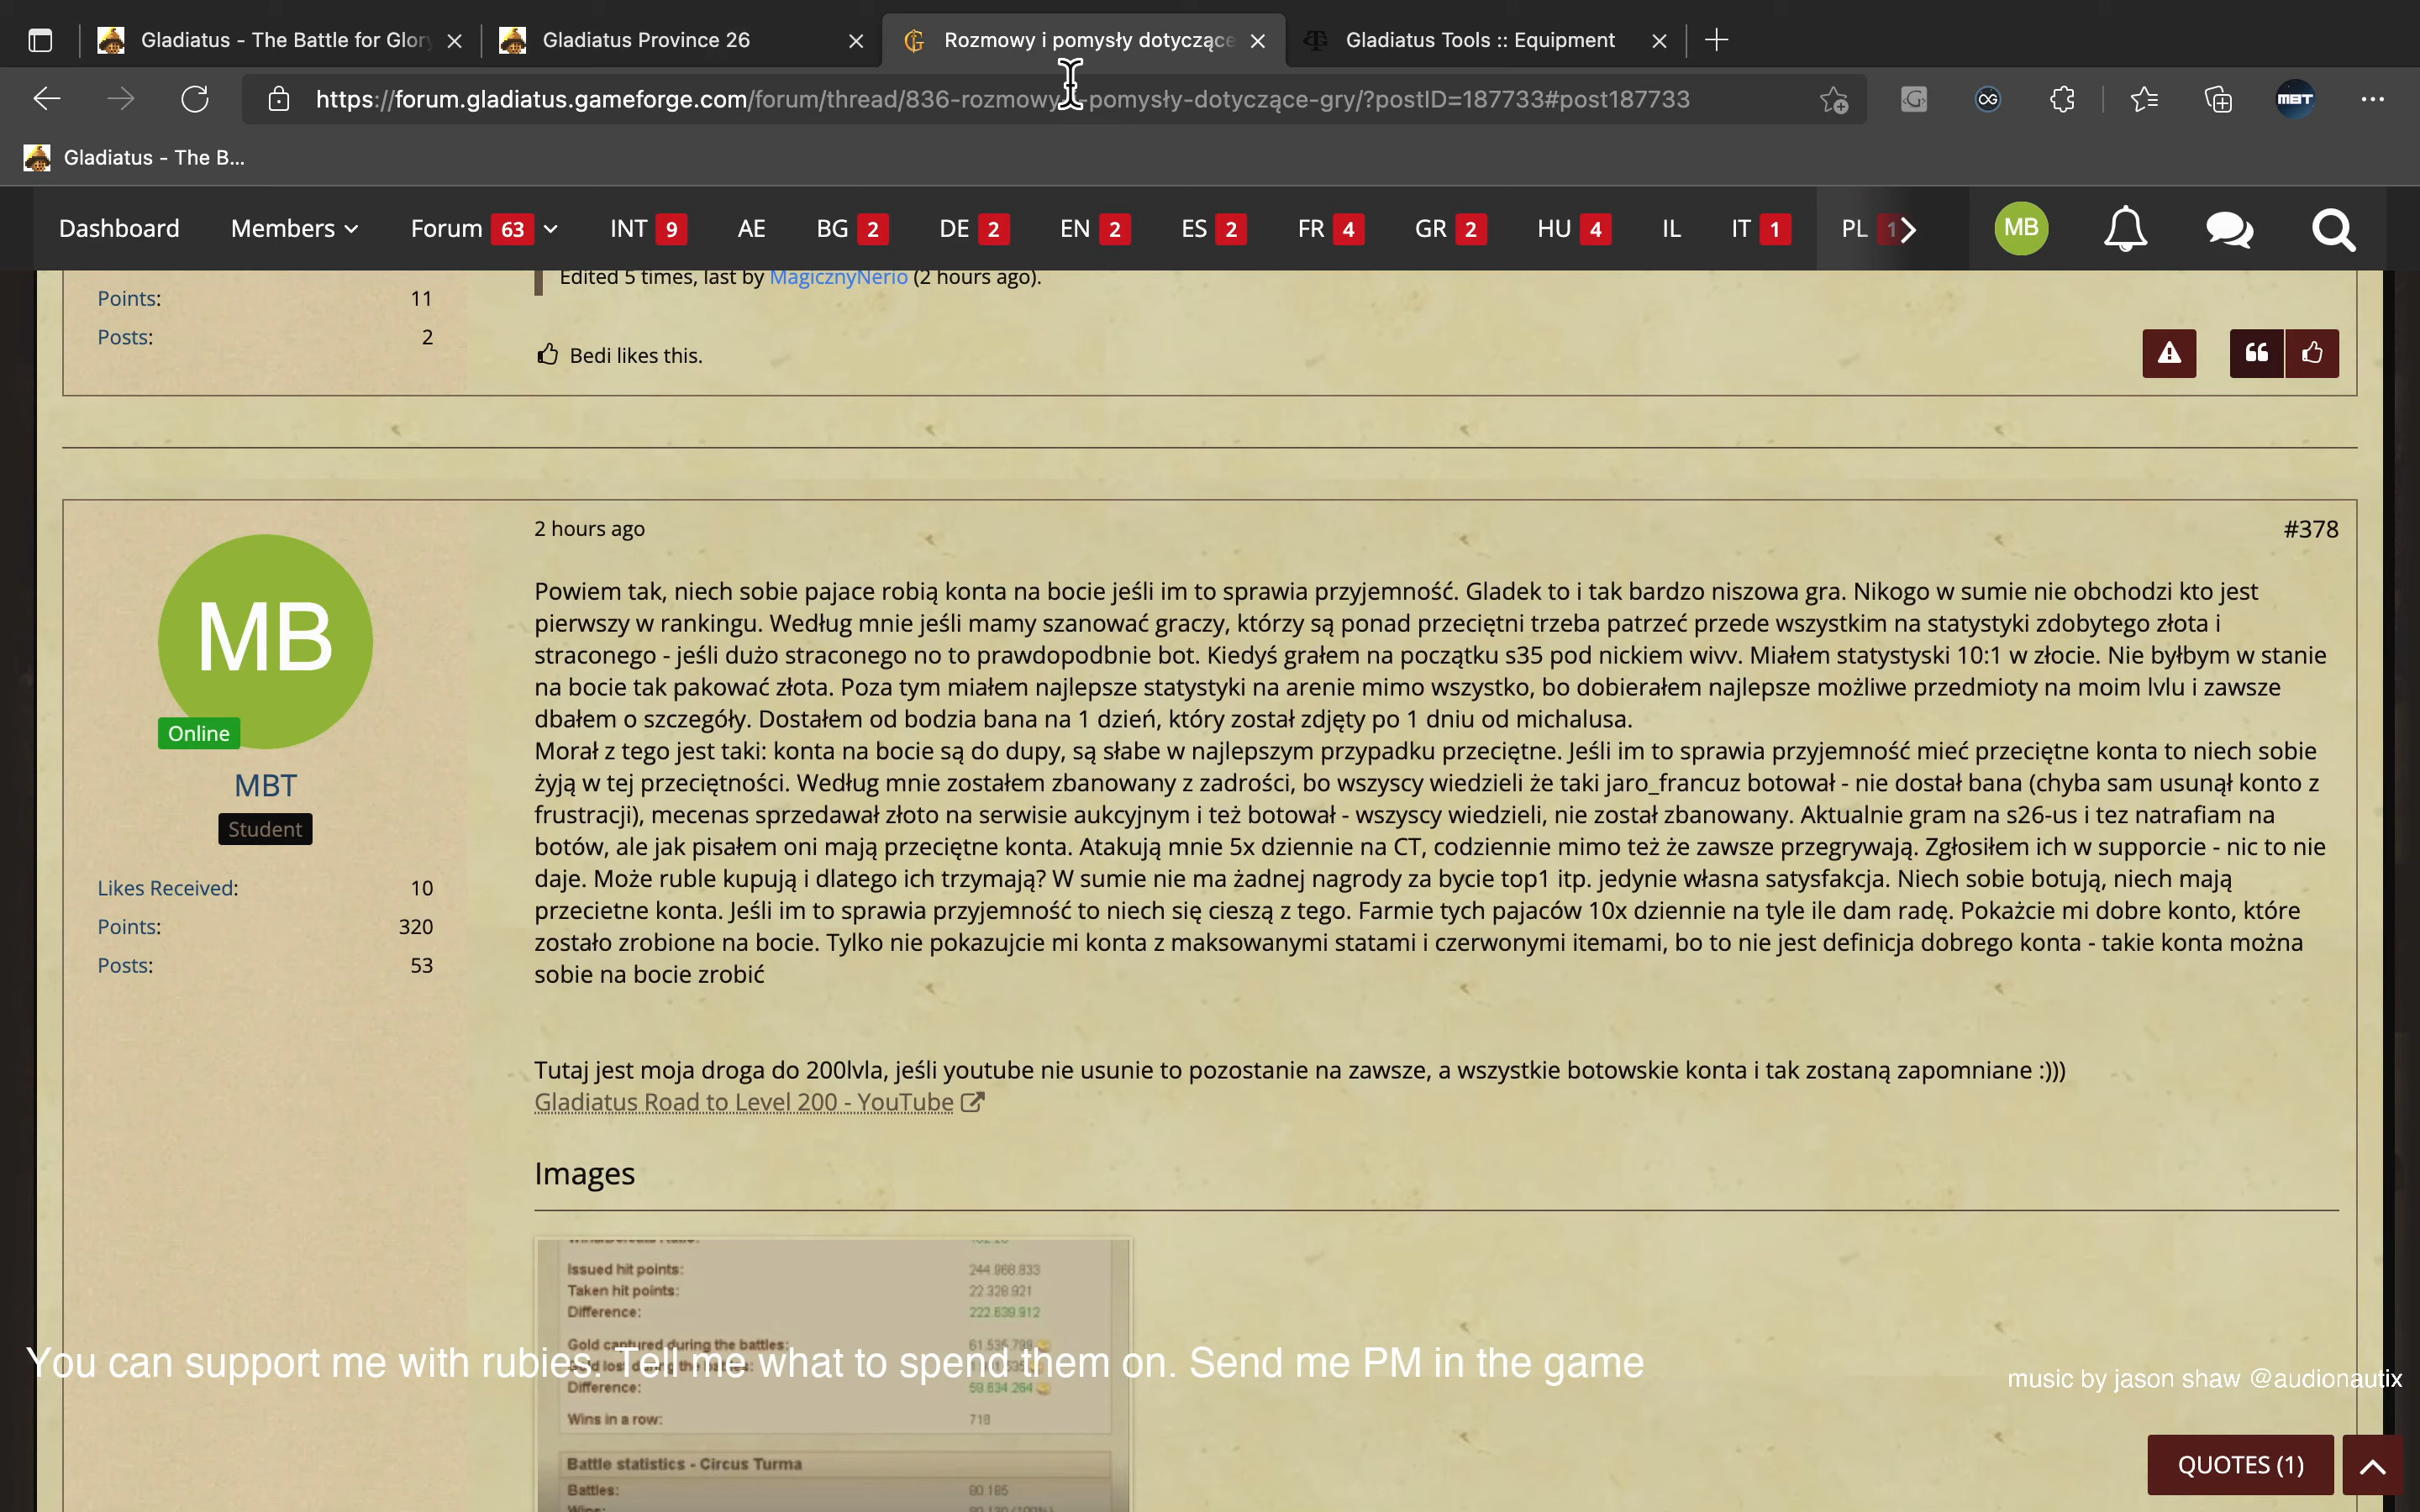 Gladiatus - The Battle for Glory
Gladiatus Province 26
Rozmowy i pomysły dotyczące
Gladiatus Tools :: Equipment
https://forum.gladiatus.gameforge.com/forum/thread/836-rozmowy-i-pomysły-dotyczące-gry/?postID=187733#post187733
MBT
Gladiatus - The B...
Dashboard Members Forum 63 INT 9 AE BG 2 DE 2 EN 2 ES 2 FR 4 GR 2 HU 4 IL IT 1 PL 1 MB
Edited 5 times, last by MagicznyNerio (2 hours ago).
Points: 11
Posts: 2
Bedi likes this.
2 hours ago
#378
MB
Online
MBT
Student
Likes Received: 10
Points: 320
Posts: 53
Powiem tak, niech sobie pajace robią konta na bocie jeśli im to sprawia przyjemność. Gladek to i tak bardzo niszowa gra. Nikogo w sumie nie obchodzi kto jest
pierwszy w rankingu. Według mnie jeśli mamy szanować graczy, którzy są ponad przeciętni trzeba patrzeć przede wszystkim na statystyki zdobytego złota i
straconego - jeśli dużo straconego no to prawdopodbnie bot. Kiedyś grałem na początku s35 pod nickiem wivv. Miałem statystyski 10:1 w złocie. Nie byłbym w stanie
na bocie tak pakować złota. Poza tym miałem najlepsze statystyki na arenie mimo wszystko, bo dobierałem najlepsze możliwe przedmioty na moim lvlu i zawsze
dbałem o szczegóły. Dostałem od bodzia bana na 1 dzień, który został zdjęty po 1 dniu od michalusa.
Morał z tego jest taki: konta na bocie są do dupy, są słabe w najlepszym przypadku przeciętne. Jeśli im to sprawia przyjemność mieć przeciętne konta to niech sobie
żyją w tej przeciętności. Według mnie zostałem zbanowany z zadrości, bo wszyscy wiedzieli że taki jaro_francuz botował - nie dostał bana (chyba sam usunął konto z
frustracji), mecenas sprzedawał złoto na serwisie aukcyjnym i też botował - wszyscy wiedzieli, nie został zbanowany. Aktualnie gram na s26-us i tez natrafiam na
botów, ale jak pisałem oni mają przeciętne konta. Atakują mnie 5x dziennie na CT, codziennie mimo też że zawsze przegrywają. Zgłosiłem ich w supporcie - nic to nie
daje. Może ruble kupują i dlatego ich trzymają? W sumie nie ma żadnej nagrody za bycie top1 itp. jedynie własna satysfakcja. Niech sobie botują, niech mają
przecietne konta. Jeśli im to sprawia przyjemność to niech się cieszą z tego. Farmie tych pajaców 10x dziennie na tyle ile dam radę. Pokażcie mi dobre konto, które
zostało zrobione na bocie. Tylko nie pokazujcie mi konta z maksowanymi statami i czerwonymi itemami, bo to nie jest definicja dobrego konta - takie konta można
sobie na bocie zrobić
Tutaj jest moja droga do 200lvla, jeśli youtube nie usunie to pozostanie na zawsze, a wszystkie botowskie konta i tak zostaną zapomniane :)))
Gladiatus Road to Level 200 - YouTube
Images
Issued hit points: 244.968.833
Taken hit points: 22.328.921
Difference: 222.639.912
Gold captured during the battles: 61.535.799
Difference: 59.634.264
Wins in a row: 718
Battle statistics - Circus Turma
Battles: 80.185
You can support me with rubies. Tell me what to spend them on. Send me PM in the game
music by jason shaw @audionautix
QUOTES (1)